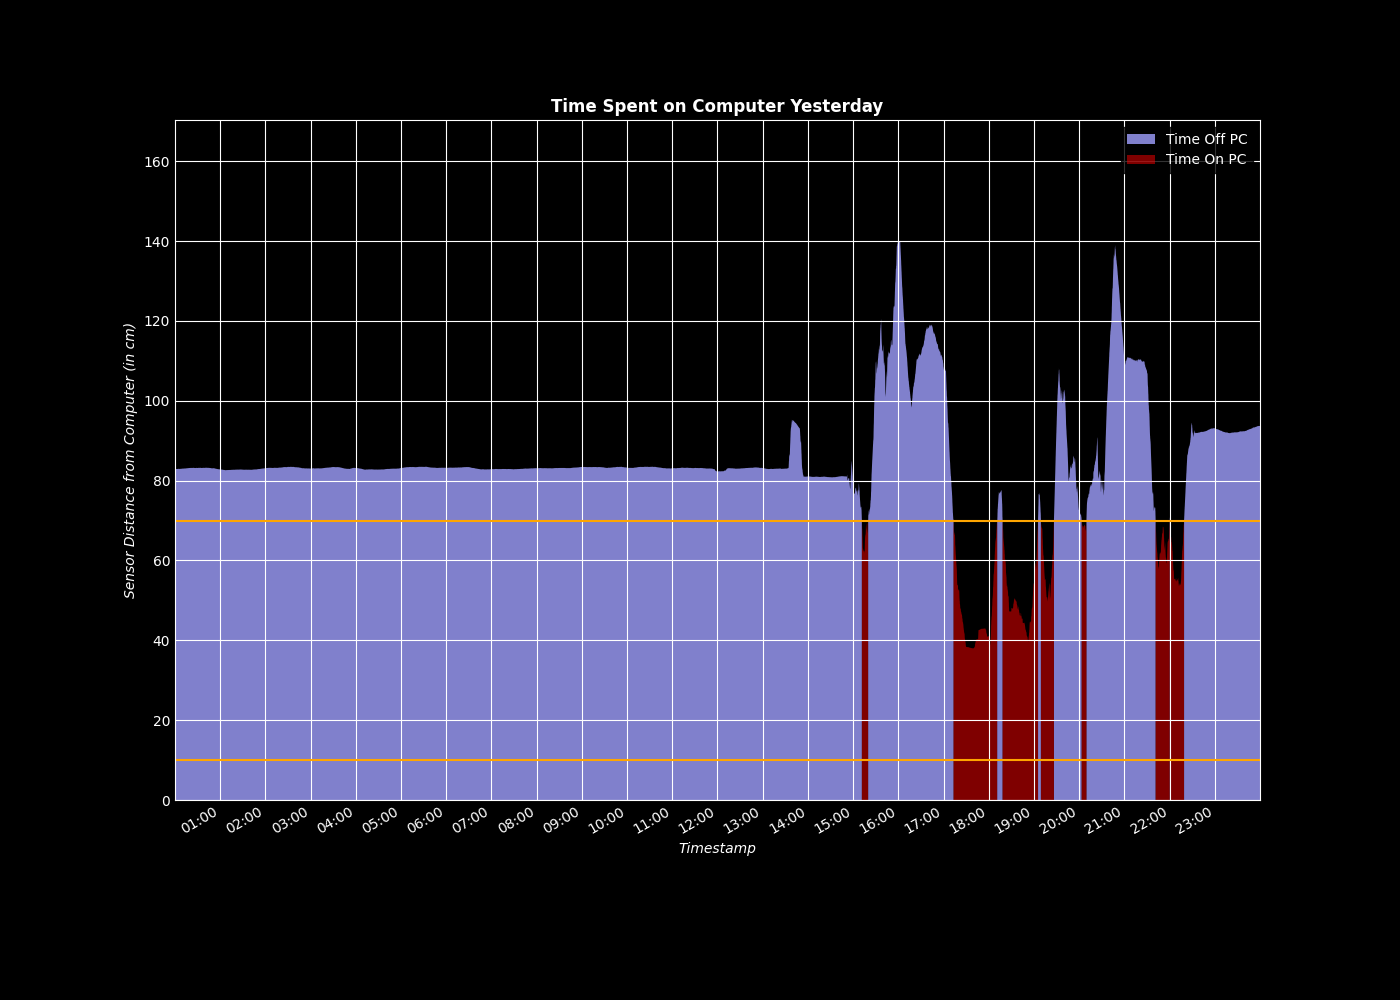 Time Spent on Computer Yesterday
Time Off PC
Time On PC
160
140
120
100
80
60
40
20
0
Sensor Distance from Computer (in cm)
01:00 02:00 03:00 04:00 05:00 06:00 07:00 08:00 09:00 10:00 11:00 12:00 13:00 14:00 15:00 16:00 17:00 18:00 19:00 20:00 21:00 22:00 23:00
Timestamp